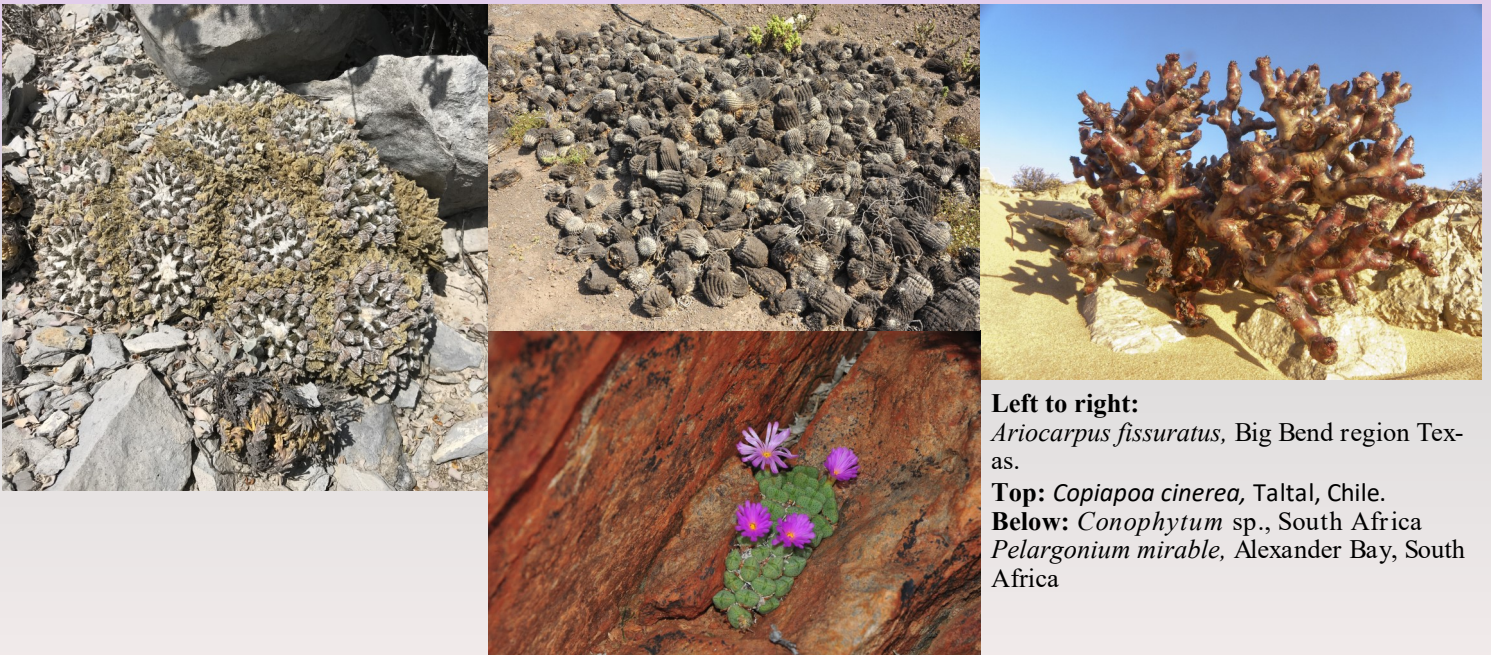 Left to right:
Ariocarpus fissuratus, Big Bend region Tex-
as.
Top: Copiapoa cinerea, Taltal, Chile.
Below: Conophytum sp., South Africa
Pelargonium mirable, Alexander Bay, South
Africa